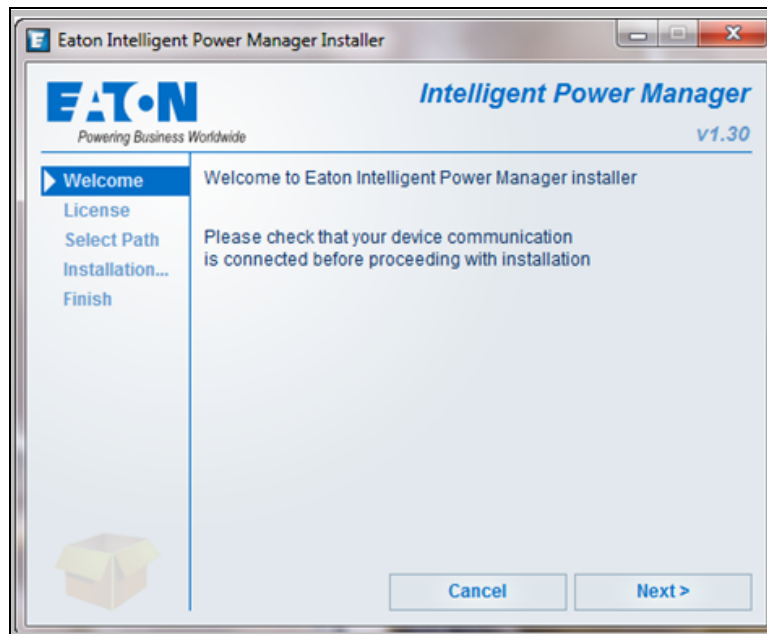 Eaton Intelligent Power Manager Installer
EATON
Powering Business Worldwide
Intelligent Power Manager
v1.30
Welcome
License
Select Path
Installation...
Finish
Welcome to Eaton Intelligent Power Manager installer
Please check that your device communication
is connected before proceeding with installation
Cancel
Next >